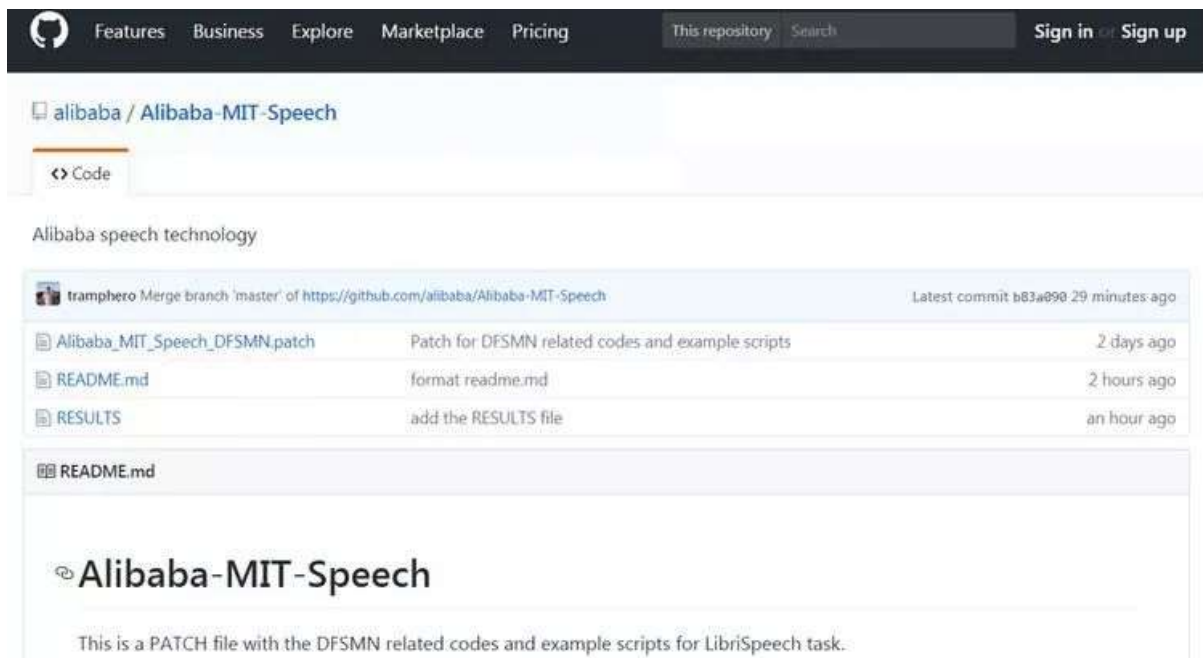 Features Business Explore Marketplace Pricing This repository Search Sign in or Sign up
alibaba / Alibaba-MIT-Speech
<> Code
Alibaba speech technology
tramphero Merge branch 'master' of https://github.com/alibaba/Alibaba-MIT-Speech Latest commit b83a090 29 minutes ago
Alibaba_MIT_Speech_DFSMN.patch Patch for DFSMN related codes and example scripts 2 days ago
README.md format readme.md 2 hours ago
RESULTS add the RESULTS file an hour ago
README.md
Alibaba-MIT-Speech
This is a PATCH file with the DFSMN related codes and example scripts for LibriSpeech task.